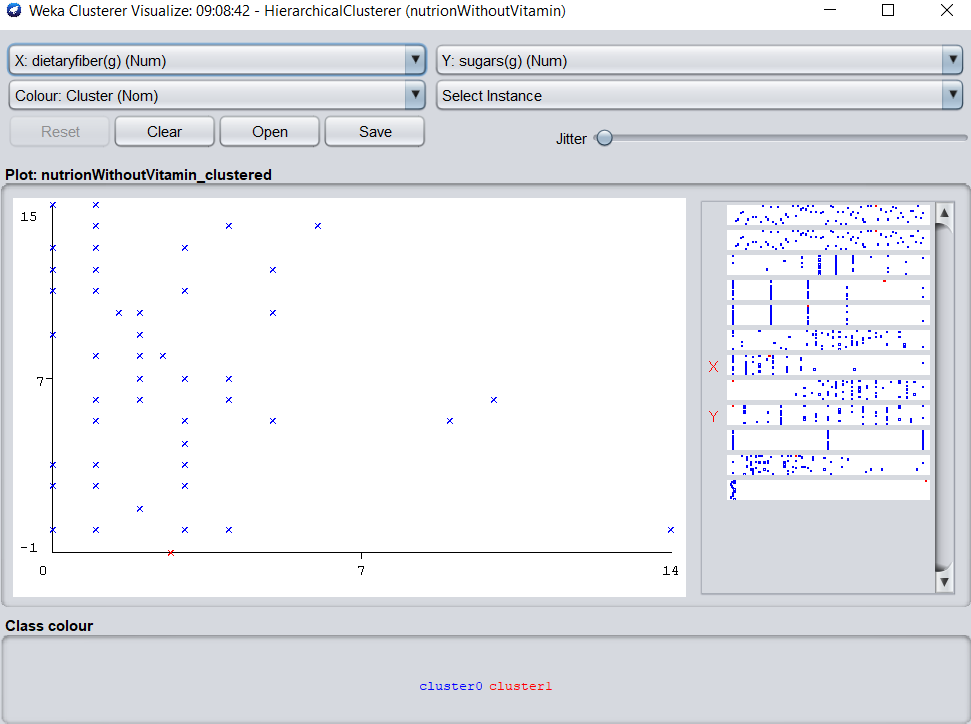 Weka Clusterer Visualize: 09:08:42 - HierarchicalClusterer (nutrionWithoutVitamin)
X: dietaryfiber(g) (Num)
Y: sugars(g) (Num)
Colour: Cluster (Nom)
Select Instance
Reset
Clear
Open
Save
Jitter
Plot: nutrionWithoutVitamin_clustered
15
7
-1
0
7
14
X
Y
Class colour
cluster0 cluster1